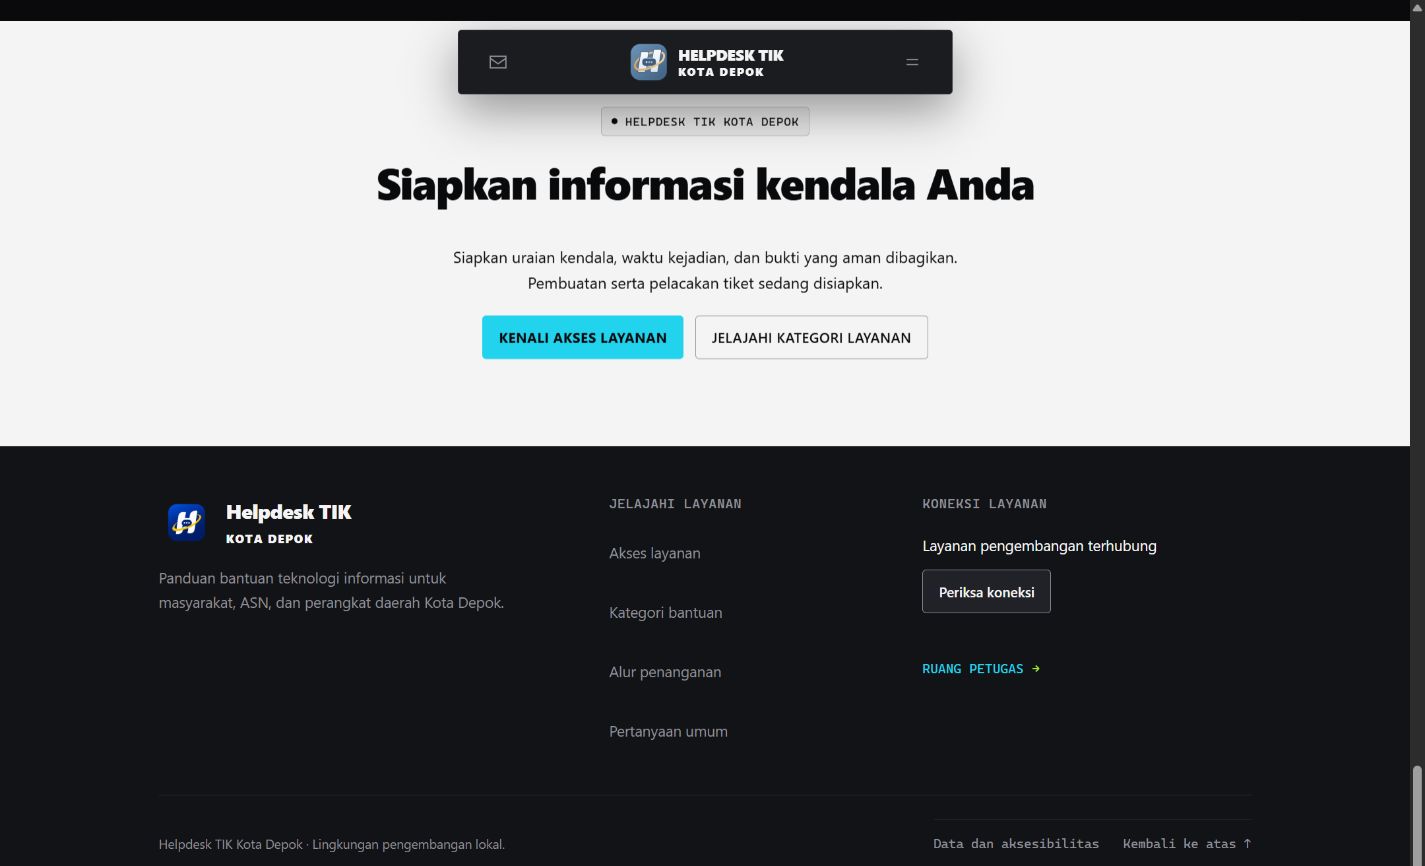 HELPDESK TIK
KOTA DEPOK
HELPDESK TIK KOTA DEPOK
Siapkan informasi kendala Anda
Siapkan uraian kendala, waktu kejadian, dan bukti yang aman dibagikan.
Pembuatan serta pelacakan tiket sedang disiapkan.
KENALI AKSES LAYANAN
JELAJAHI KATEGORI LAYANAN
Helpdesk TIK
KOTA DEPOK
Panduan bantuan teknologi informasi untuk
masyarakat, ASN, dan perangkat daerah Kota Depok.
JELAJAHI LAYANAN
Akses layanan
Kategori bantuan
Alur penanganan
Pertanyaan umum
KONEKSI LAYANAN
Layanan pengembangan terhubung
Periksa koneksi
RUANG PETUGAS →
Helpdesk TIK Kota Depok · Lingkungan pengembangan lokal.
Data dan aksesibilitas
Kembali ke atas ↑